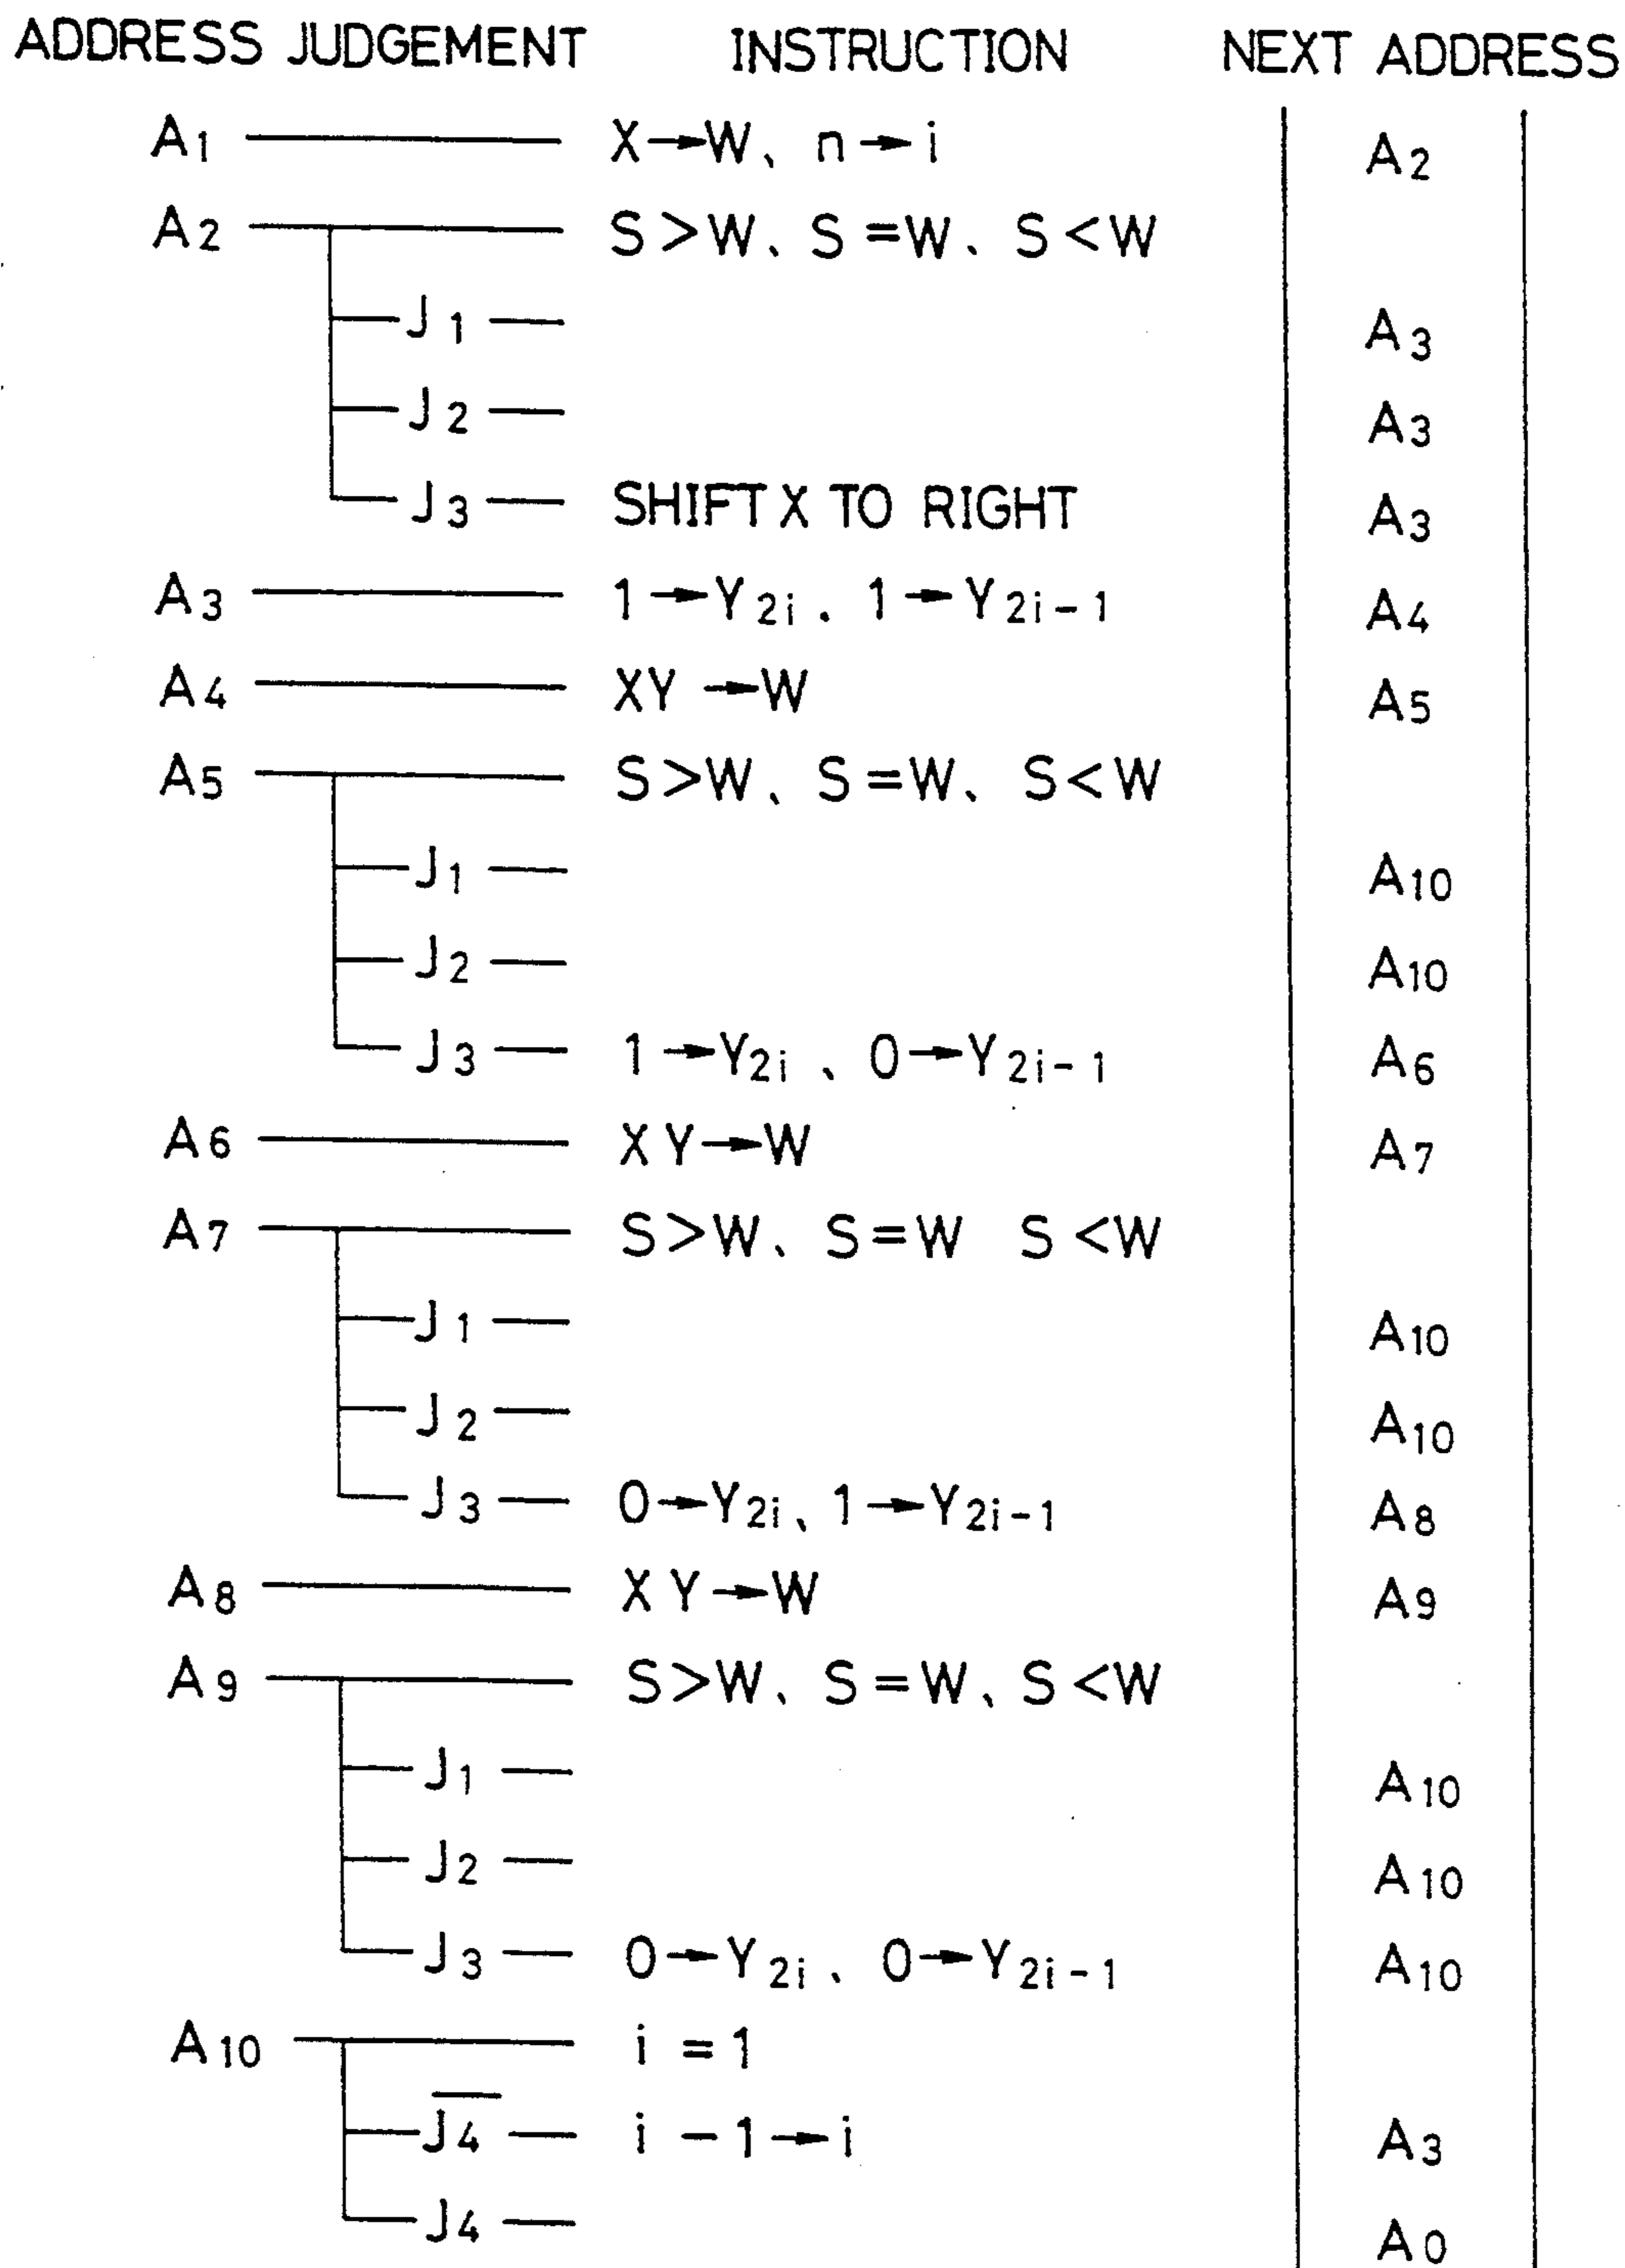 ADDRESS JUDGEMENT INSTRUCTION NEXT ADDRESS
A1 X→W、 n→i A2
A2 S>W、 S=W、 S<W
J1 A3
J2 A3
J3 SHIFT X TO RIGHT A3
A3 1→Y2i . 1→Y2i-1 A4
A4 XY→W A5
A5 S>W、 S=W、 S<W
J1 A10
J2 A10
J3 1→Y2i 、 0→Y2i-1 A6
A6 XY→W A7
A7 S>W、 S=W S<W
J1 A10
J2 A10
J3 0→Y2i、 1→Y2i-1 A8
A8 XY→W A9
A9 S>W、 S=W、 S<W
J1 A10
J2 A10
J3 0→Y2i 、 0→Y2i-1 A10
A10 i = 1
J̅4̅ i - 1→i A3
J4 A0